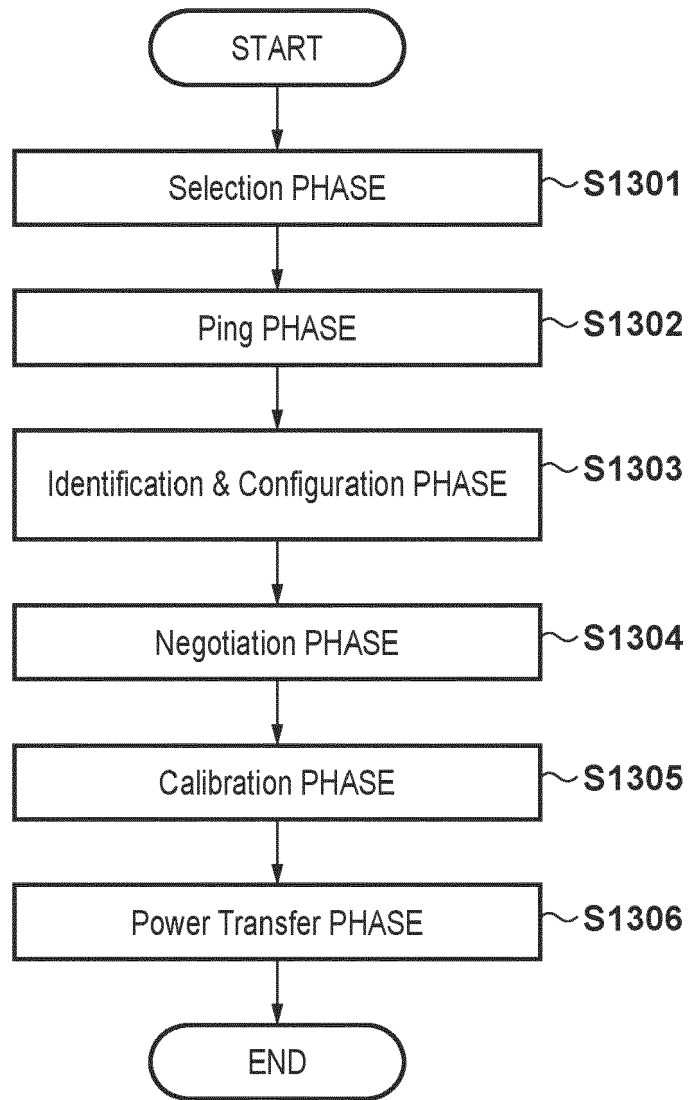 START
Selection PHASE
S1301
Ping PHASE
S1302
Identification & Configuration PHASE
S1303
Negotiation PHASE
S1304
Calibration PHASE
S1305
Power Transfer PHASE
S1306
END